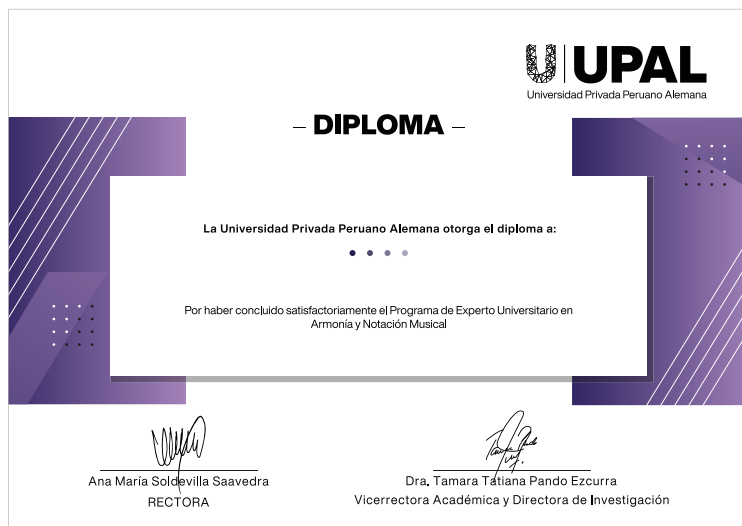 UPAL
Universidad Privada Peruano Alemana
– DIPLOMA –
La Universidad Privada Peruano Alemana otorga el diploma a:
Por haber concluido satisfactoriamente el Programa de Experto Universitario en
Armonía y Notación Musical
Ana María Soldevilla Saavedra
RECTORA
Dra. Tamara Tatiana Pando Ezcurra
Vicerrectora Académica y Directora de Investigación